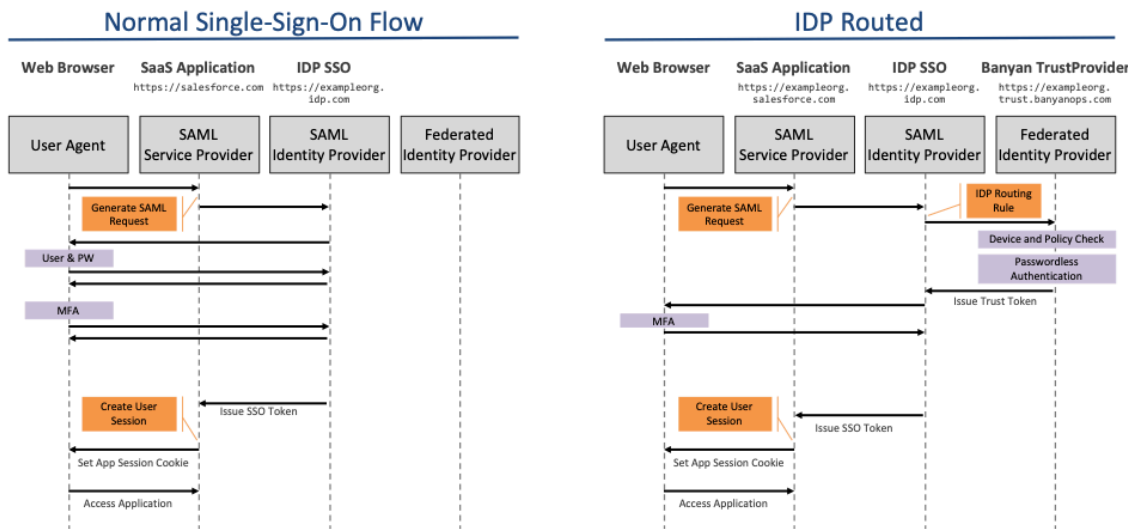 Normal Single-Sign-On Flow
Web Browser
SaaS Application
https://salesforce.com
IDP SSO
https://exampleorg.
idp.com
User Agent
SAML
Service Provider
SAML
Identity Provider
Federated
Identity Provider
Generate SAML
Request
User & PW
MFA
Create User
Session
Issue SSO Token
Set App Session Cookie
Access Application
IDP Routed
Web Browser
SaaS Application
https://exampleorg.
salesforce.com
IDP SSO
https://exampleorg.
idp.com
Banyan TrustProvider
https://exampleorg.
trust.banyanops.com
User Agent
SAML
Service Provider
SAML
Identity Provider
Federated
Identity Provider
Generate SAML
Request
IDP Routing
Rule
Device and Policy Check
Passwordless
Authentication
Issue Trust Token
MFA
Create User
Session
Issue SSO Token
Set App Session Cookie
Access Application